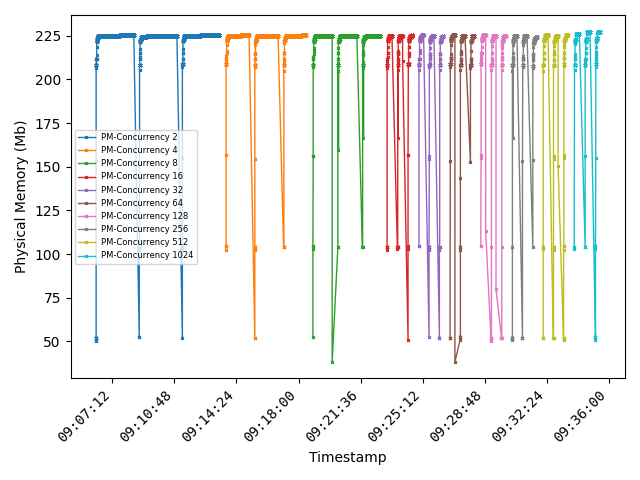 Physical Memory (Mb)
225
200
175
150
125
100
75
50
PM-Concurrency 2
PM-Concurrency 4
PM-Concurrency 8
PM-Concurrency 16
PM-Concurrency 32
PM-Concurrency 64
PM-Concurrency 128
PM-Concurrency 256
PM-Concurrency 512
PM-Concurrency 1024
09:07:12
09:10:48
09:14:24
09:18:00
09:21:36
09:25:12
09:28:48
09:32:24
09:36:00
Timestamp